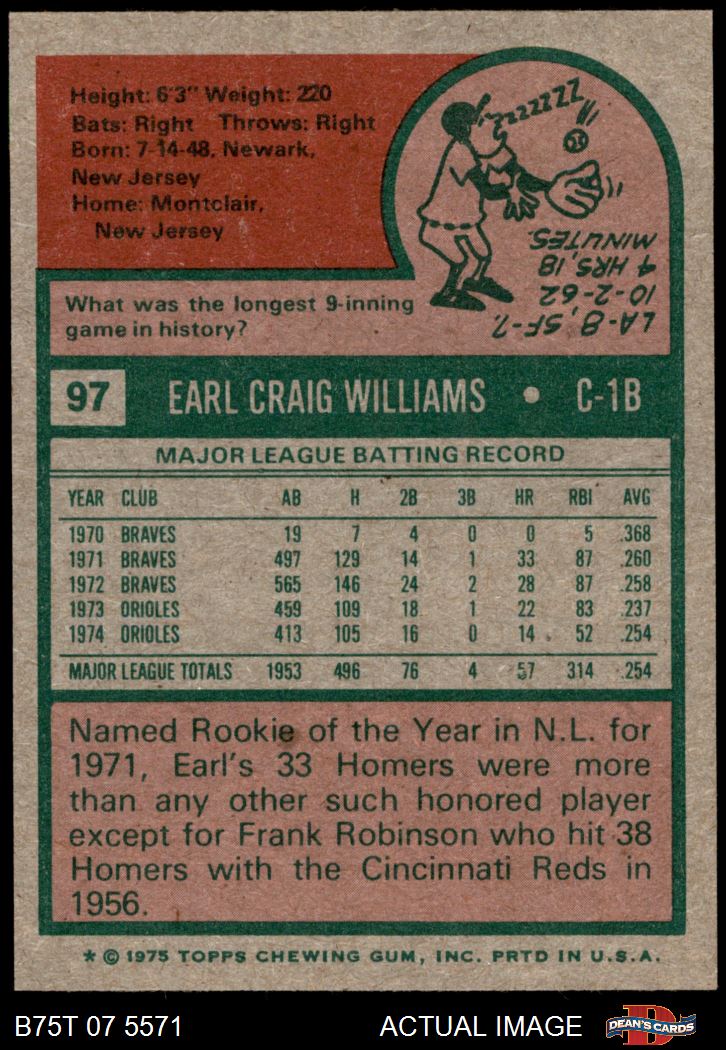 Height: 6'3" Weight: 220
Bats: Right Throws: Right
Born: 7-14-48, Newark,
New Jersey
Home: Montclair,
New Jersey
ZZZZZZZ
What was the longest 9-inning
game in history?
LA-8, SF-7.
10-2-62
4 HRS, 18
MINUTES.
97 EARL CRAIG WILLIAMS • C-1B
MAJOR LEAGUE BATTING RECORD
YEAR CLUB AB H 2B 3B HR RBI AVG
1970 BRAVES 19 7 4 0 0 5 .368
1971 BRAVES 497 129 14 1 33 87 .260
1972 BRAVES 565 146 24 2 28 87 .258
1973 ORIOLES 459 109 18 1 22 83 .237
1974 ORIOLES 413 105 16 0 14 52 .254
MAJOR LEAGUE TOTALS 1953 496 76 4 57 314 .254
Named Rookie of the Year in N.L. for
1971, Earl's 33 Homers were more
than any other such honored player
except for Frank Robinson who hit 38
Homers with the Cincinnati Reds in
1956.
* © 1975 TOPPS CHEWING GUM, INC. PRTD IN U.S.A.
B75T 07 5571 ACTUAL IMAGE DEAN'S CARDS